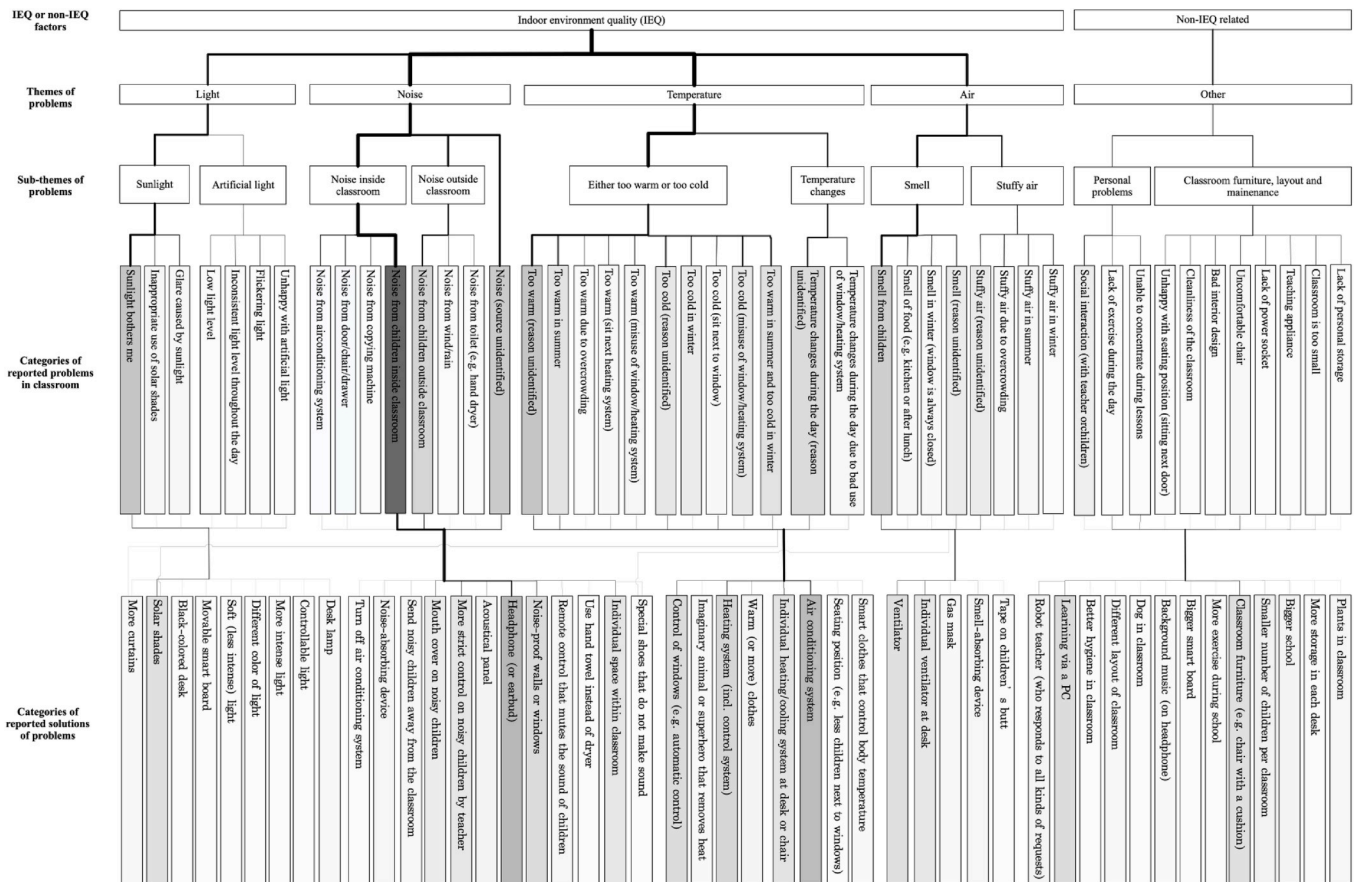 IEQ or non-IEQ
factors
Indoor environment quality (IEQ)
Non-IEQ related
Themes of
problems
Light
Noise
Temperature
Air
Other
Sub-themes of
problems
Sunlight
Artificial light
Noise inside
classroom
Noise outside
classroom
Either too warm or too cold
Temperature
changes
Smell
Stuffy air
Personal
problems
Classroom furniture, layout and
mainenance
Categories of
reported problems
in classroom
Sunlight bothers me
Inappropriate use of solar shades
Glare caused by sunlight
Low light level
Inconsistent light level throughout the day
Flickering light
Unhappy with artificial light
Noise from airconditioning system
Noise from door/chair/drawer
Noise from copying machine
Noise from children inside classroom
Noise from children outside classroom
Noise from wind/rain
Noise from toilet (e.g. hand dryer)
Noise (source unidentified)
Too warm (reason unidentified)
Too warm in summer
Too warm due to overcrowding
Too warm (sit next heating system)
Too warm (misuse of window/heating system)
Too cold (reason unidentified)
Too cold in winter
Too cold (sit next to window)
Too cold (misuse of window/heating system)
Too warm in summer and too cold in winter
Temperature changes during the day (reason
unidentified)
Temperature changes during the day due to bad use
of window/heating system
Smell from children
Smell of food (e.g. kitchen or after lunch)
Smell in winter (window is always closed)
Smell (reason unidentified)
Stuffy air (reason unidentified)
Stuffy air due to overcrowding
Stuffy air in summer
Stuffy air in winter
Social interaction (with teacher orchildren)
Lack of exercise during the day
Unable to concentrate during lessons
Unhappy with seating position (sitting next door)
Cleanliness of the classroom
Bad interior design
Uncomfortable chair
Lack of power socket
Teaching appliance
Classroom is too small
Lack of personal storage
Categories of
reported solutions
of problems
More curtains
Solar shades
Black-colored desk
Movable smart board
Soft (less intense) light
Different color of light
More intense light
Controllable light
Desk lamp
Turn off air conditioning system
Noise-absorbing device
Send noisy children away from the classroom
Mouth cover on noisy children
More strict control on noisy children by teacher
Acoustical panel
Headphone (or earbud)
Noise-proof walls or windows
Remote control that mutes the sound of children
Use hand towel instead of dryer
Individual space within classroom
Special shoes that do not make sound
Control of windows (e.g. automatic control)
Imaginary animal or superhero that removes heat
Heating system (incl. control system)
Warm (or more) clothes
Individual heating/cooling system at desk or chair
Air conditioning system
Seating position (e.g. less children next to windows)
Smart clothes that control body temperature
Ventilator
Individual ventilator at desk
Gas mask
Smell-absorbing device
Tape on children's butt
Robot teacher (who responds to all kinds of requests)
Learining via a PC
Better hygiene in classroom
Different layout of classroom
Dog in classroom
Background music (on headphone)
Bigger smart board
More exercise during school
Classroom furniture (e.g. chair with a cushion)
Smaller number of children per classroom
Bigger school
More storage in each desk
Plants in classroom